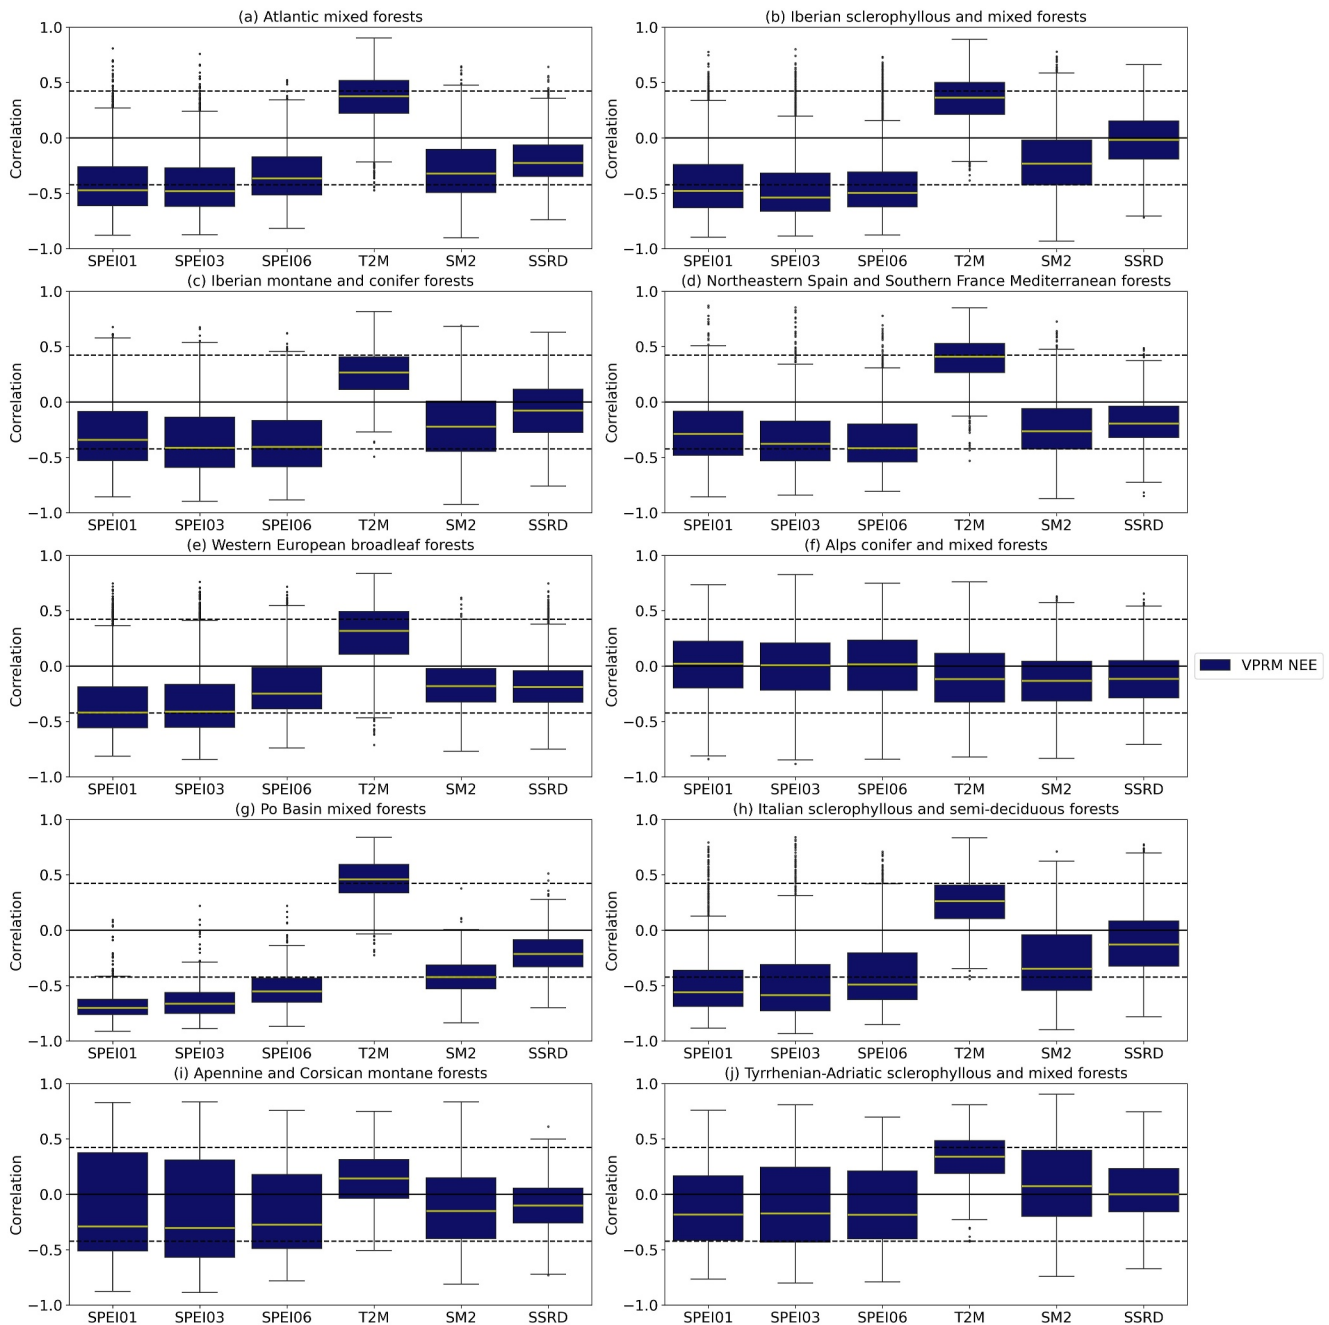 (a) Atlantic mixed forests
(b) Iberian sclerophyllous and mixed forests
1.0
0.5
0.0
−0.5
−1.0
Correlation
SPEI01 SPEI03 SPEI06 T2M SM2 SSRD
1.0
0.5
0.0
−0.5
−1.0
Correlation
SPEI01 SPEI03 SPEI06 T2M SM2 SSRD
(c) Iberian montane and conifer forests
(d) Northeastern Spain and Southern France Mediterranean forests
1.0
0.5
0.0
−0.5
−1.0
Correlation
SPEI01 SPEI03 SPEI06 T2M SM2 SSRD
1.0
0.5
0.0
−0.5
−1.0
Correlation
SPEI01 SPEI03 SPEI06 T2M SM2 SSRD
(e) Western European broadleaf forests
(f) Alps conifer and mixed forests
1.0
0.5
0.0
−0.5
−1.0
Correlation
SPEI01 SPEI03 SPEI06 T2M SM2 SSRD
1.0
0.5
0.0
−0.5
−1.0
Correlation
SPEI01 SPEI03 SPEI06 T2M SM2 SSRD
VPRM NEE
(g) Po Basin mixed forests
(h) Italian sclerophyllous and semi-deciduous forests
1.0
0.5
0.0
−0.5
−1.0
Correlation
SPEI01 SPEI03 SPEI06 T2M SM2 SSRD
1.0
0.5
0.0
−0.5
−1.0
Correlation
SPEI01 SPEI03 SPEI06 T2M SM2 SSRD
(i) Apennine and Corsican montane forests
(j) Tyrrhenian-Adriatic sclerophyllous and mixed forests
1.0
0.5
0.0
−0.5
−1.0
Correlation
SPEI01 SPEI03 SPEI06 T2M SM2 SSRD
1.0
0.5
0.0
−0.5
−1.0
Correlation
SPEI01 SPEI03 SPEI06 T2M SM2 SSRD